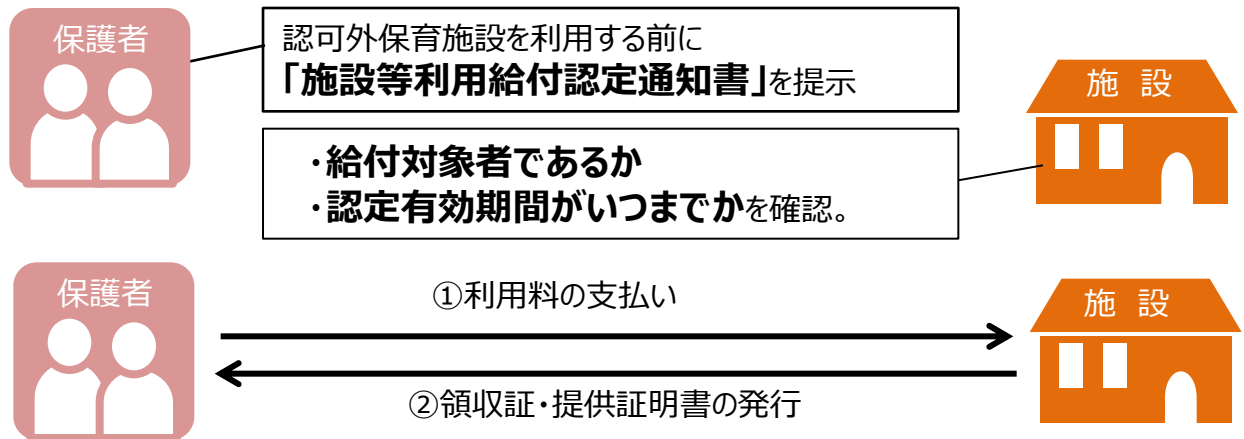 保護者
認可外保育施設を利用する前に
「施設等利用給付認定通知書」を提示
施 設
・給付対象者であるか
・認定有効期間がいつまでかを確認。
保護者
①利用料の支払い
施 設
②領収証・提供証明書の発行